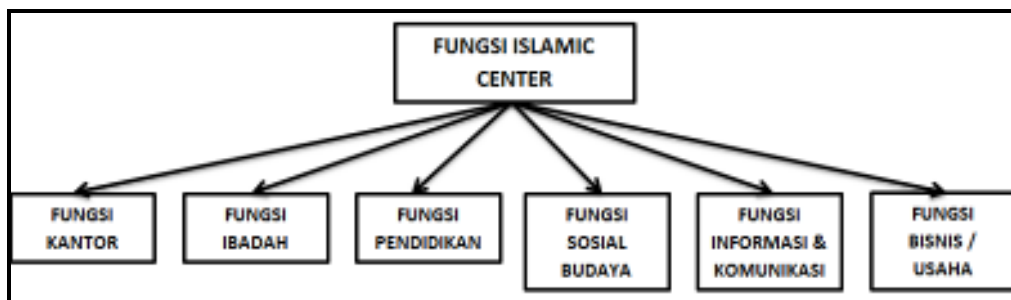 FUNGSI ISLAMIC
CENTER
FUNGSI
KANTOR
FUNGSI
IBADAH
FUNGSI
PENDIDIKAN
FUNGSI
SOSIAL
BUDAYA
FUNGSI
INFORMASI &
KOMUNIKASI
FUNGSI
BISNIS /
USAHA